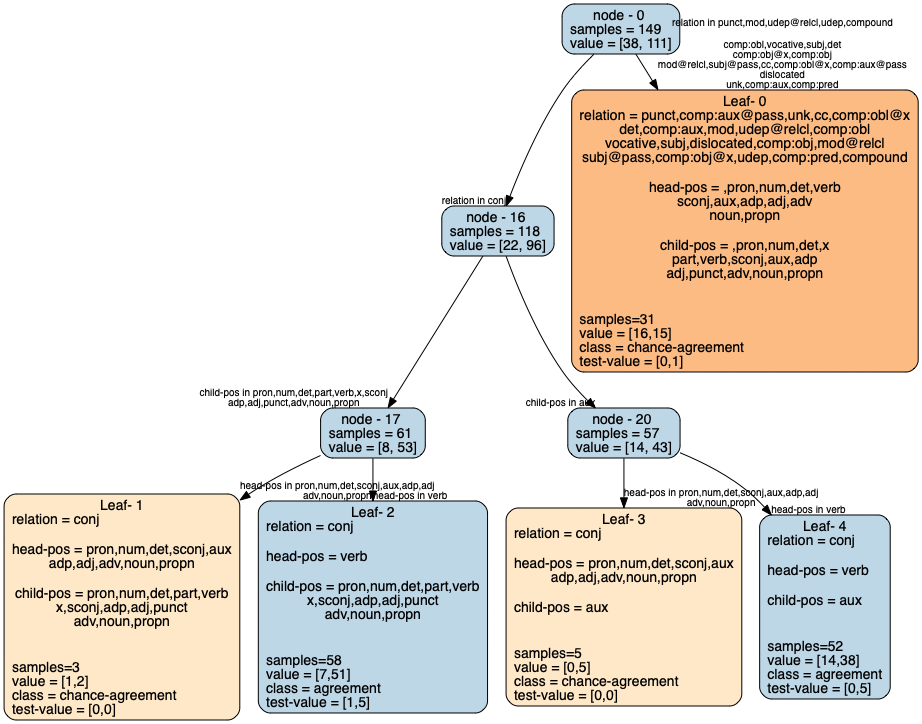 node - 0
samples = 149
value = [38, 111]
relation in punct,mod,udep@relcl,udep,compound
comp:obl,vocative,subj,det
comp:obj@x,comp:obj
mod@relcl,subj@pass,cc,comp:obl@x,comp:aux@pass
dislocated
unk,comp:aux,comp:pred
Leaf- 0
relation = punct,comp:aux@pass,unk,cc,comp:obl@x
det,comp:aux,mod,udep@relcl,comp:obl
vocative,subj,dislocated,comp:obj,mod@relcl
subj@pass,comp:obj@x,udep,comp:pred,compound
head-pos = ,pron,num,det,verb
sconj,aux,adp,adj,adv
noun,propn
child-pos = ,pron,num,det,x
part,verb,sconj,aux,adp
adj,punct,adv,noun,propn
samples=31
value = [16,15]
class = chance-agreement
test-value = [0,1]
relation in conj
node - 16
samples = 118
value = [22, 96]
child-pos in pron,num,det,part,verb,x,sconj
adp,adj,punct,adv,noun,propn
node - 17
samples = 61
value = [8, 53]
child-pos in aux
node - 20
samples = 57
value = [14, 43]
head-pos in pron,num,det,sconj,aux,adp,adj
adv,noun,propn
head-pos in verb
Leaf- 1
relation = conj
head-pos = pron,num,det,sconj,aux
adp,adj,adv,noun,propn
child-pos = pron,num,det,part,verb
x,sconj,adp,adj,punct
adv,noun,propn
samples=3
value = [1,2]
class = chance-agreement
test-value = [0,0]
Leaf- 2
relation = conj
head-pos = verb
child-pos = pron,num,det,part,verb
x,sconj,adp,adj,punct
adv,noun,propn
samples=58
value = [7,51]
class = agreement
test-value = [1,5]
head-pos in pron,num,det,sconj,aux,adp,adj
adv,noun,propn
head-pos in verb
Leaf- 3
relation = conj
head-pos = pron,num,det,sconj,aux
adp,adj,adv,noun,propn
child-pos = aux
samples=5
value = [0,5]
class = chance-agreement
test-value = [0,0]
Leaf- 4
relation = conj
head-pos = verb
child-pos = aux
samples=52
value = [14,38]
class = agreement
test-value = [0,5]